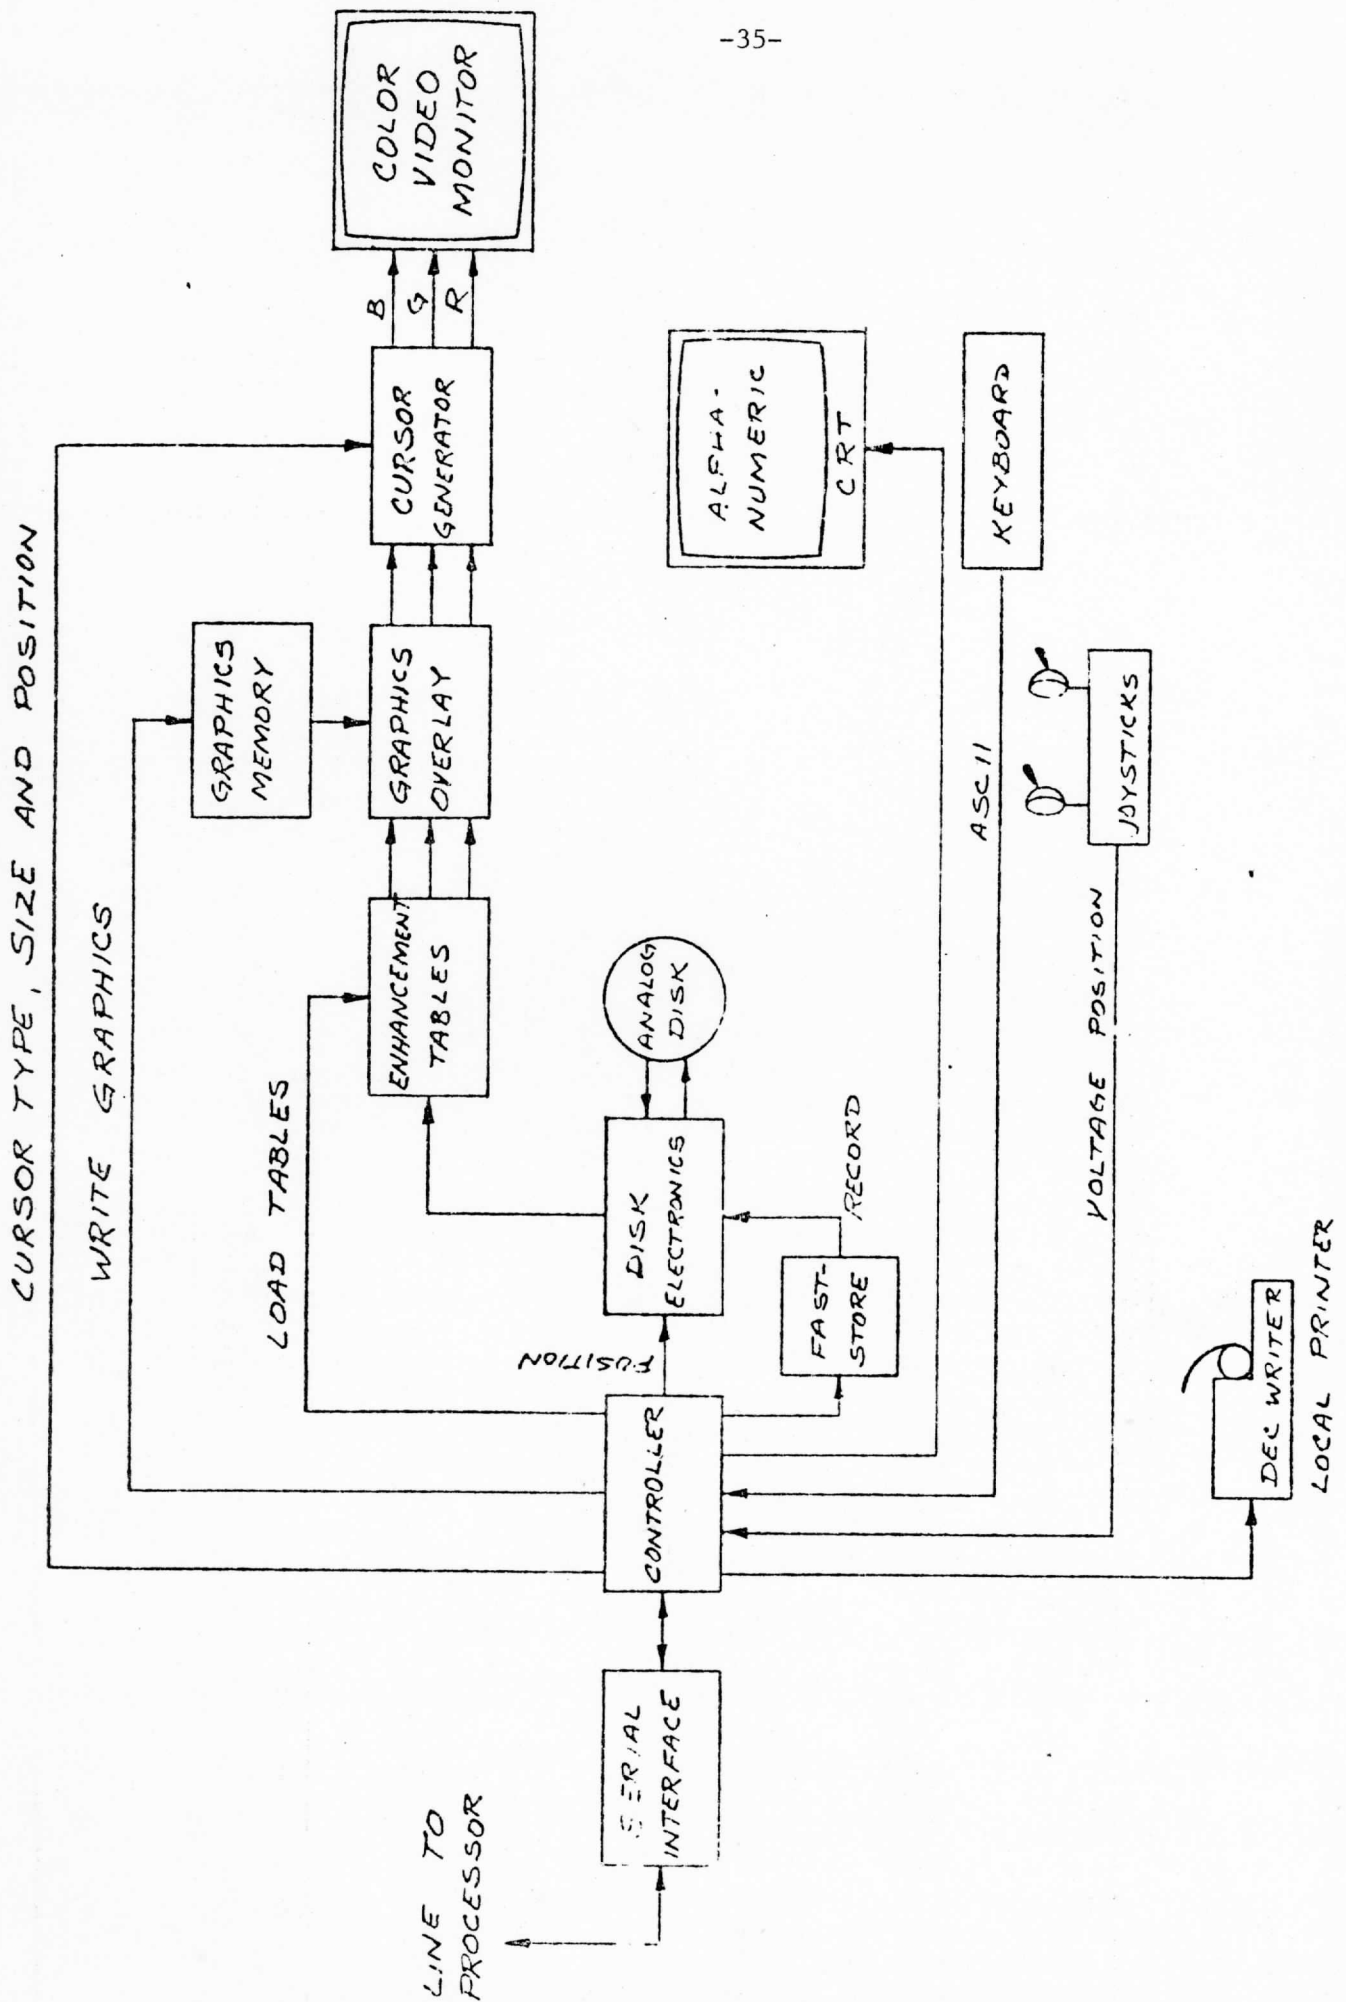 -35-
CURSOR TYPE, SIZE AND POSITION
WRITE GRAPHICS
LOAD TABLES
GRAPHICS
MEMORY
ENHANCEMENT
TABLES
GRAPHICS
OVERLAY
CURSOR
GENERATOR
B
G
R
COLOR
VIDEO
MONITOR
LINE TO
PROCESSOR
SERIAL
INTERFACE
CONTROLLER
POSITION
DISK
ELECTRONICS
ANALOG
DISK
FAST-
STORE
RECORD
ALPHA-
NUMERIC
CRT
ASCII
KEYBOARD
VOLTAGE POSITION
JOYSTICKS
DEC WRITER
LOCAL PRINTER